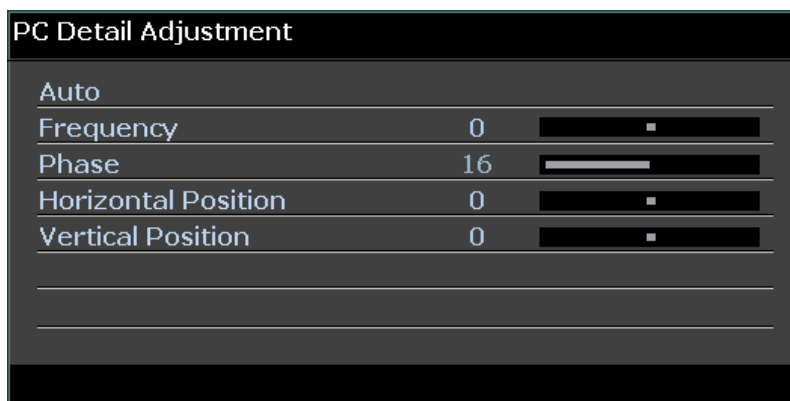 PC Detail Adjustment
Auto
Frequency 0
Phase 16
Horizontal Position 0
Vertical Position 0